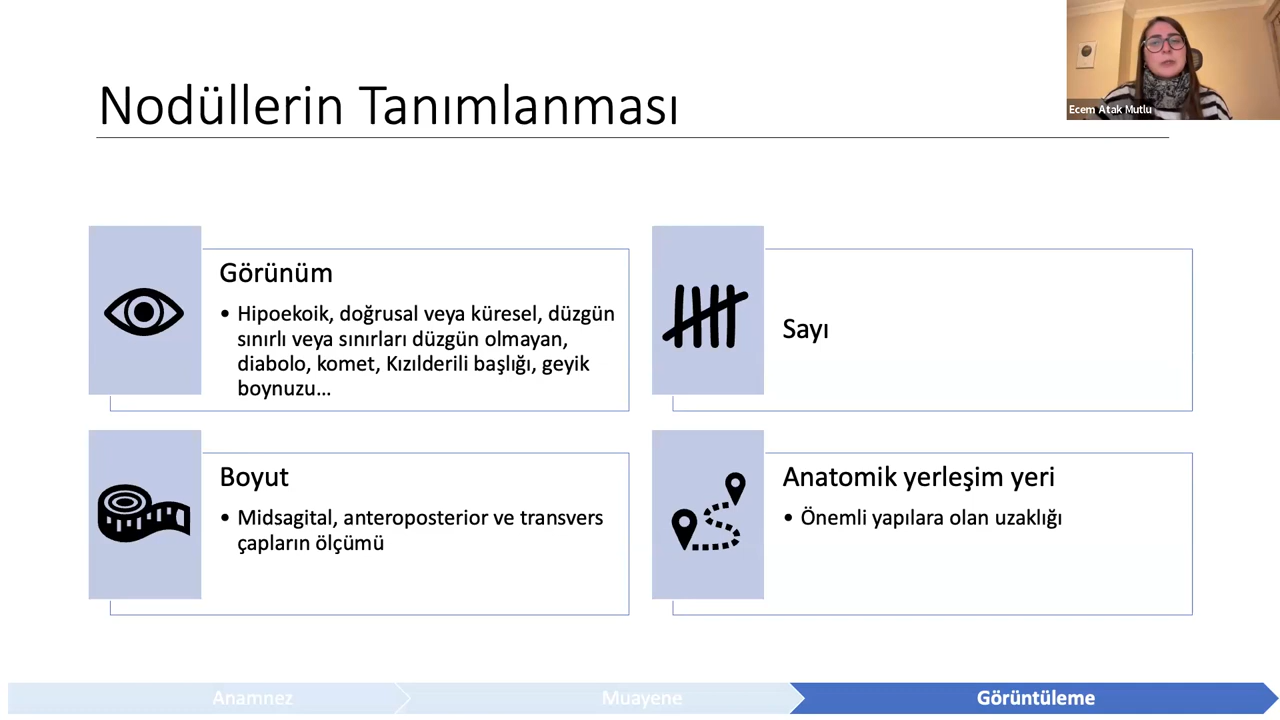 Ecem Atak Mutlu
Nodüllerin Tanımlanması
Görünüm
• Hipoekoik, doğrusal veya küresel, düzgün
sınırlı veya sınırları düzgün olmayan,
diabolo, komet, Kızılderili başlığı, geyik
boynuzu...
Sayı
Boyut
• Midsagital, anteroposterior ve transvers
çapların ölçümü
Anatomik yerleşim yeri
• Önemli yapılara olan uzaklığı
Anamnez
Muayene
Görüntüleme